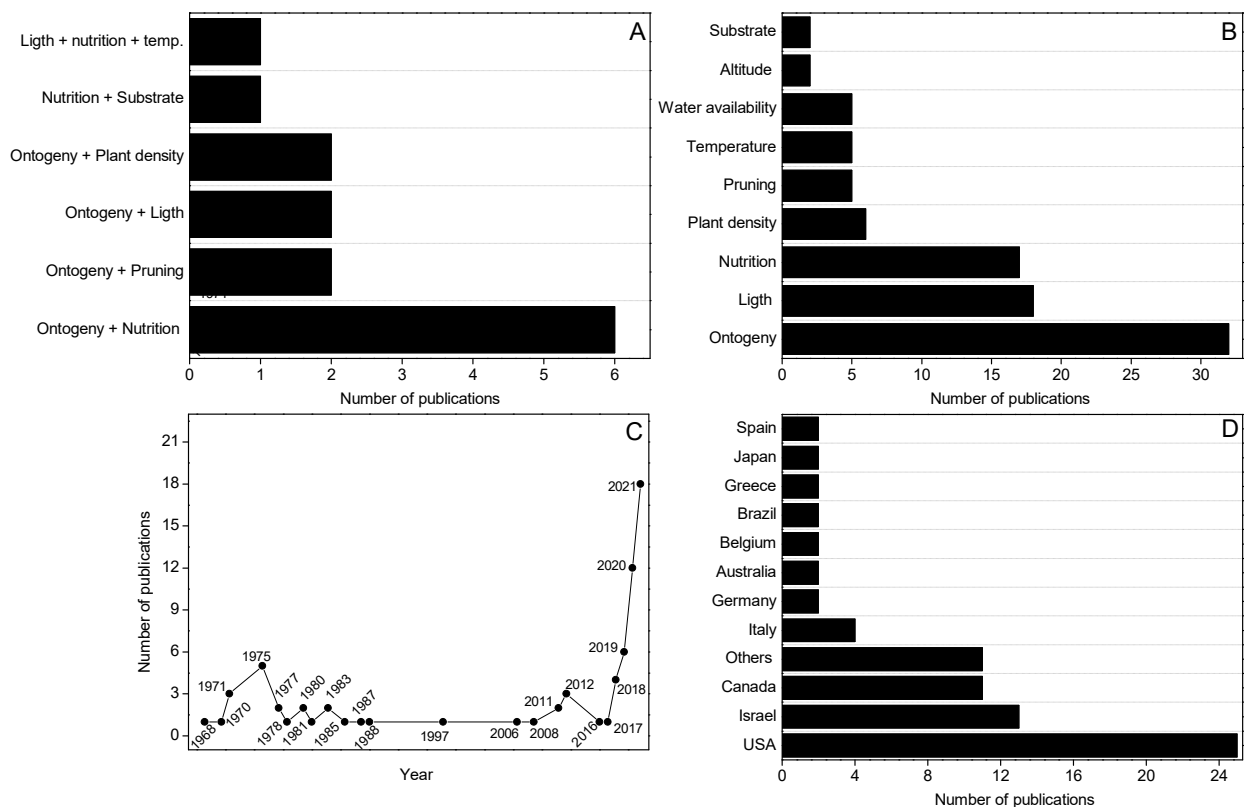 A
Ligth + nutrition + temp.
Nutrition + Substrate
Ontogeny + Plant density
Ontogeny + Ligth
Ontogeny + Pruning
Ontogeny + Nutrition
0 1 2 3 4 5 6
Number of publications
B
Substrate
Altitude
Water availability
Temperature
Pruning
Plant density
Nutrition
Ligth
Ontogeny
0 5 10 15 20 25 30
Number of publications
C
Number of publications
21
18
15
12
9
6
3
0
1968
1970
1971
1975
1977
1978
1980
1981
1983
1985
1987
1988
1997
2006
2008
2011
2012
2016
2017
2018
2019
2020
2021
Year
D
Spain
Japan
Greece
Brazil
Belgium
Australia
Germany
Italy
Others
Canada
Israel
USA
0 4 8 12 16 20 24
Number of publications